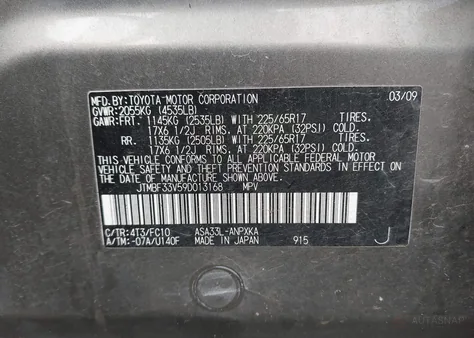 MFD.BY:TOYOTA MOTOR CORPORATION 03/09
GVWR:2055KG (4535LB)
GAWR:FRT. 1145KG (2535LB) WITH 225/65R17 TIRES.
17X6 1/2J RIMS. AT 220KPA (32PSI) COLD.
RR. 1135KG (2505LB) WITH 225/65R17 TIRES.
17X6 1/2J RIMS. AT 220KPA (32PSI) COLD.
THIS VEHICLE CONFORMS TO ALL APPLICABLE FEDERAL MOTOR
VEHICLE SAFETY AND THEFT PREVENTION STANDARDS IN EFFECT
ON THE DATE OF MANUFACTURE SHOWN ABOVE.
JTMBF33V59D013168 MPV
C/TR:4T3/FC10 ASA33L-ANPXKA
A/TM:-07A/U140F MADE IN JAPAN 915 J
AUTASNAP